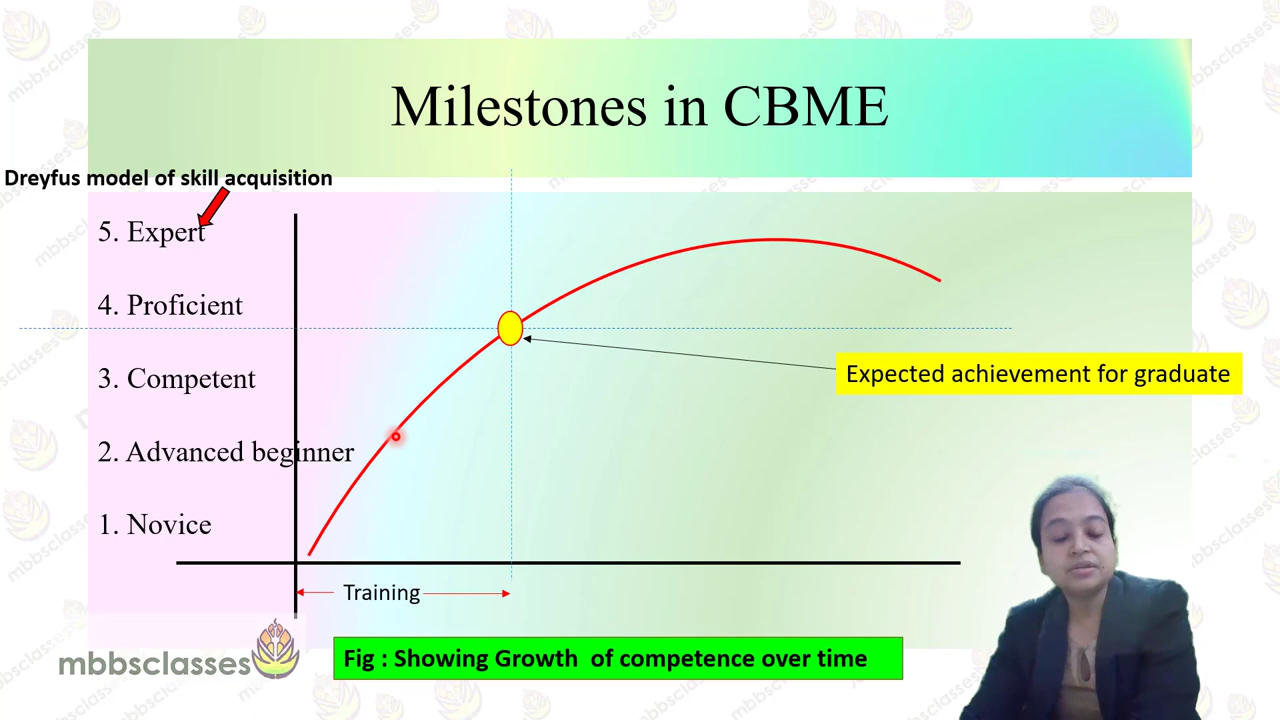 Milestones in CBME
Dreyfus model of skill acquisition
5. Expert
4. Proficient
3. Competent
2. Advanced beginner
1. Novice
Expected achievement for graduate
Training
Fig : Showing Growth of competence over time
mbbsclasses